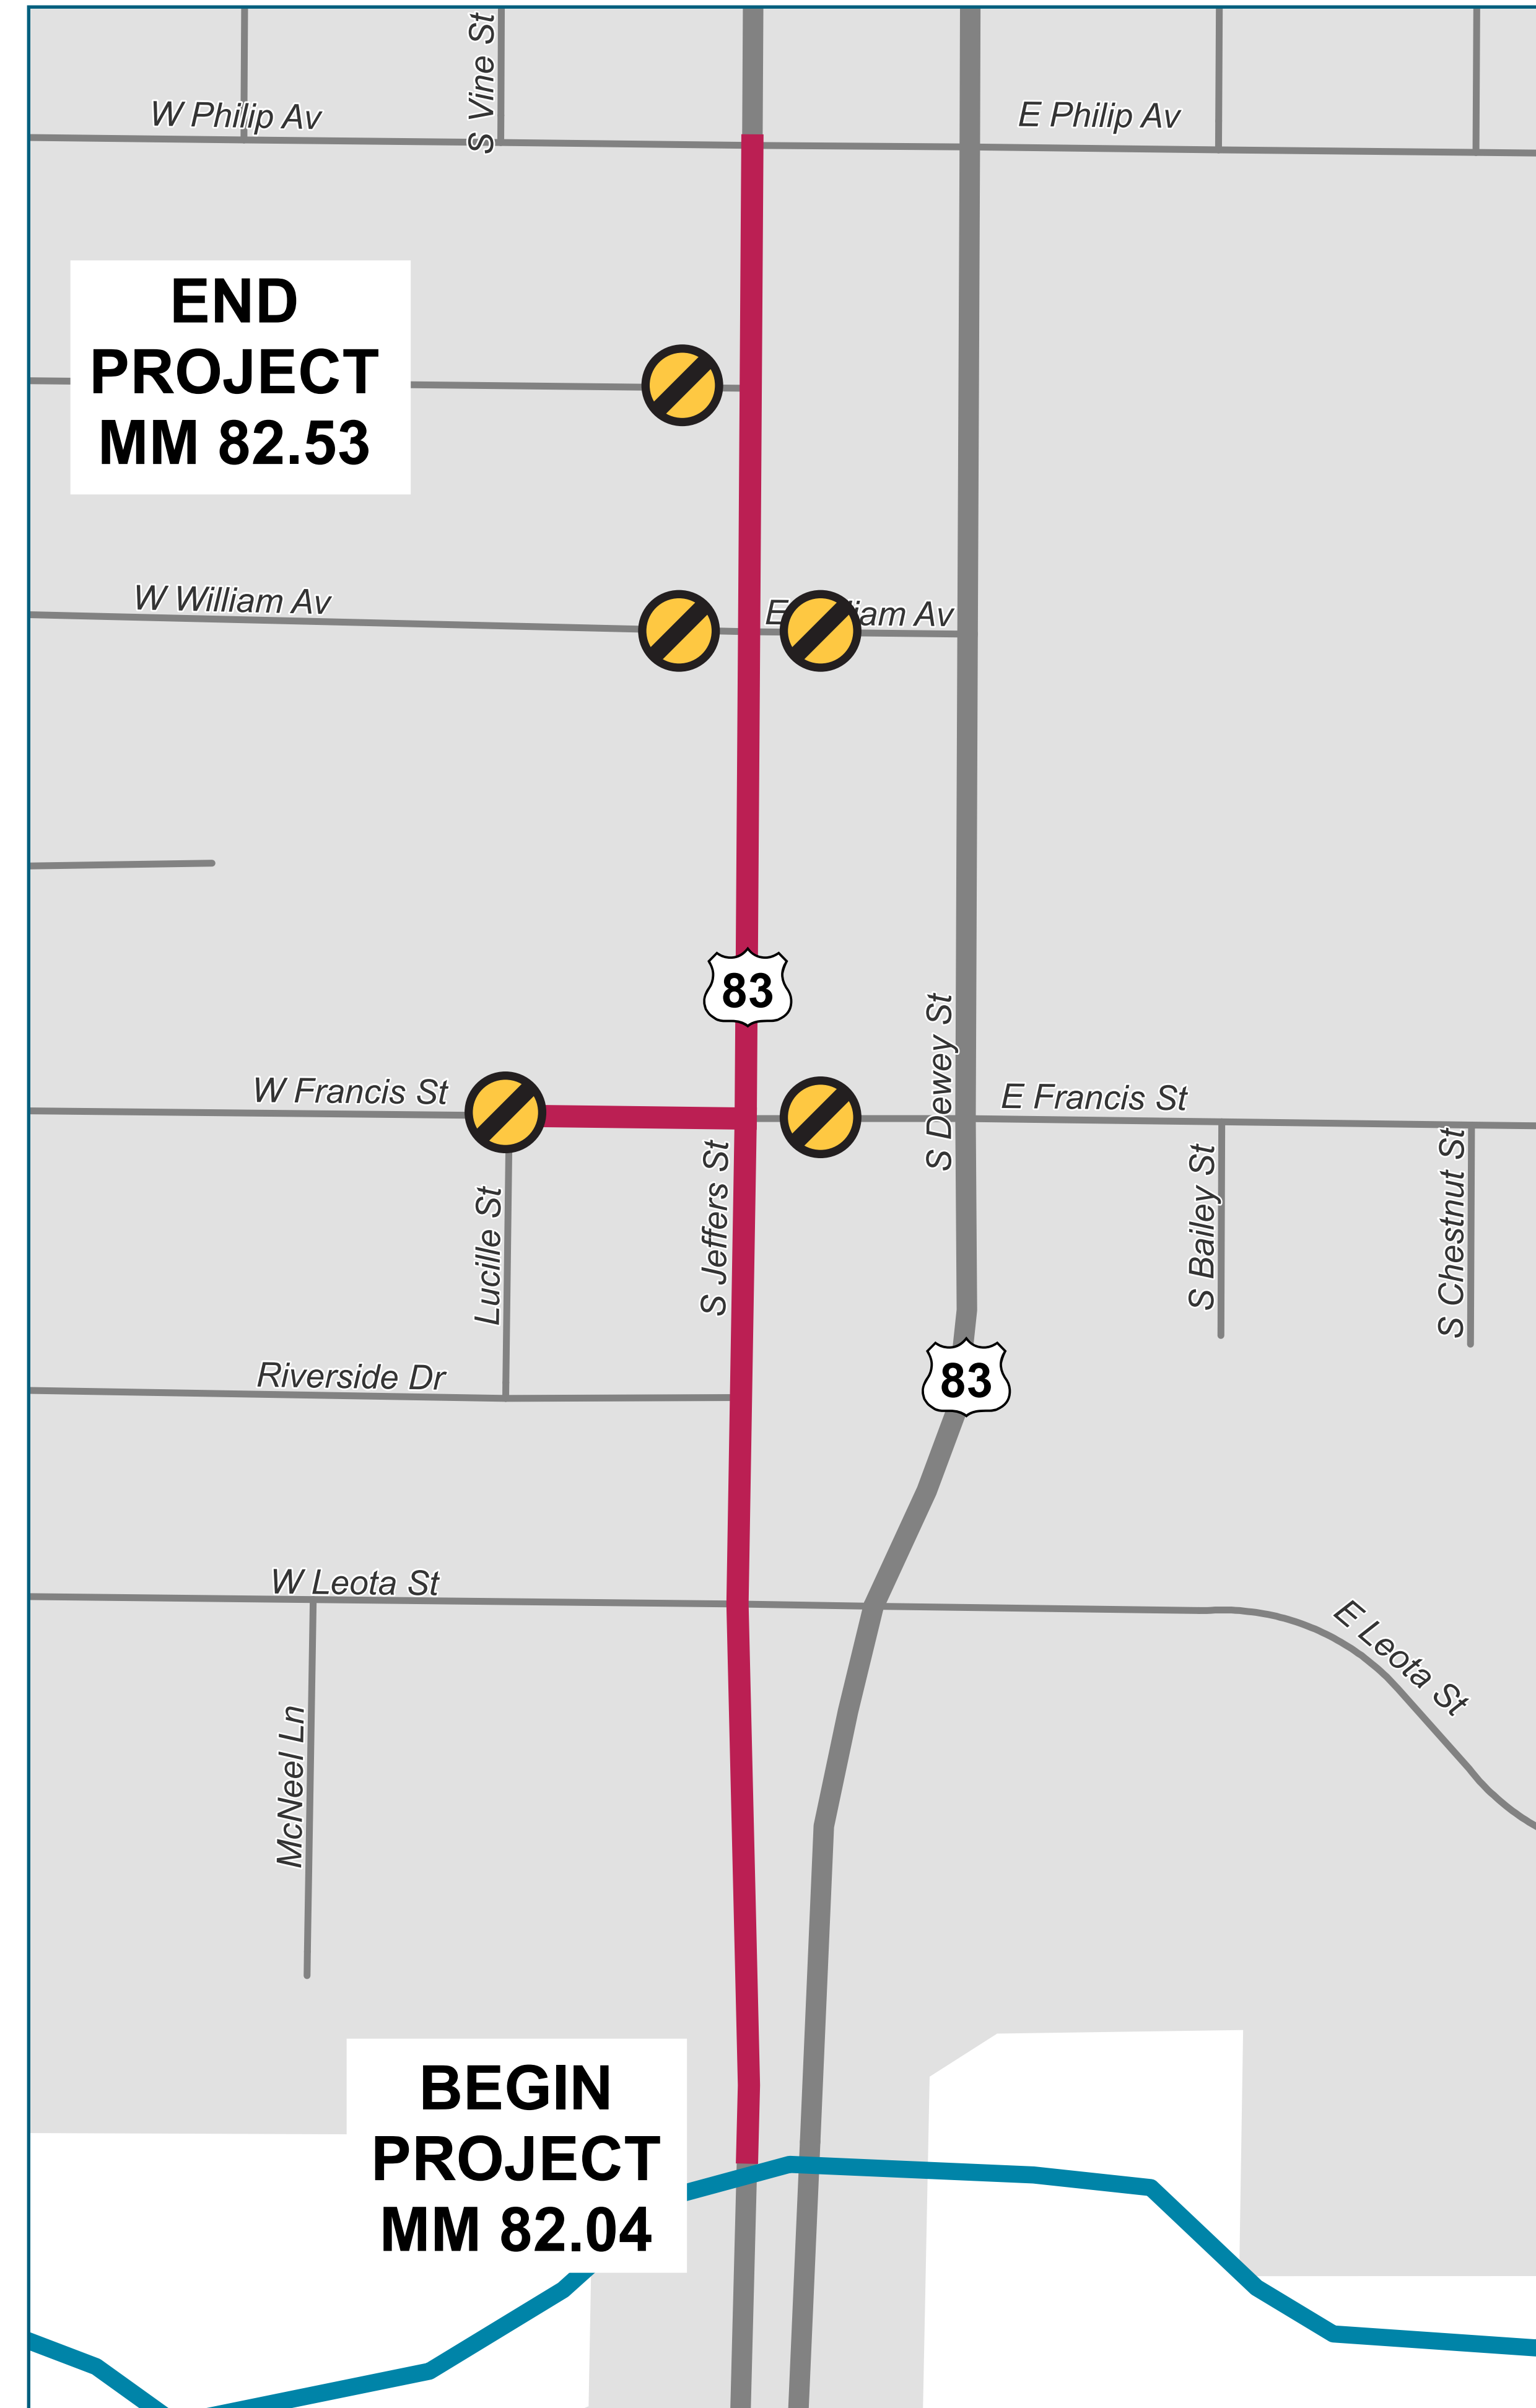 S Vine St
W Philip Av
E Philip Av
END
PROJECT
MM 82.53
W William Av
E iam Av
83
S Dewey St
W Francis St
E Francis St
S Jeffers St
Lucille St
S Bailey St
S Chestnut St
Riverside Dr
83
W Leota St
E Leota St
McNeel Ln
BEGIN
PROJECT
MM 82.04